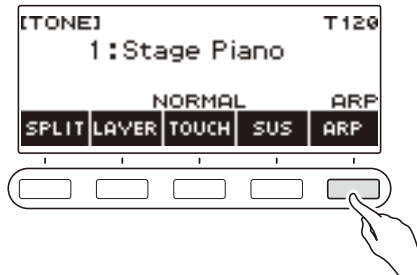 [TONE] T120
1:Stage Piano
NORMAL ARP
SPLIT LAYER TOUCH SUS ARP